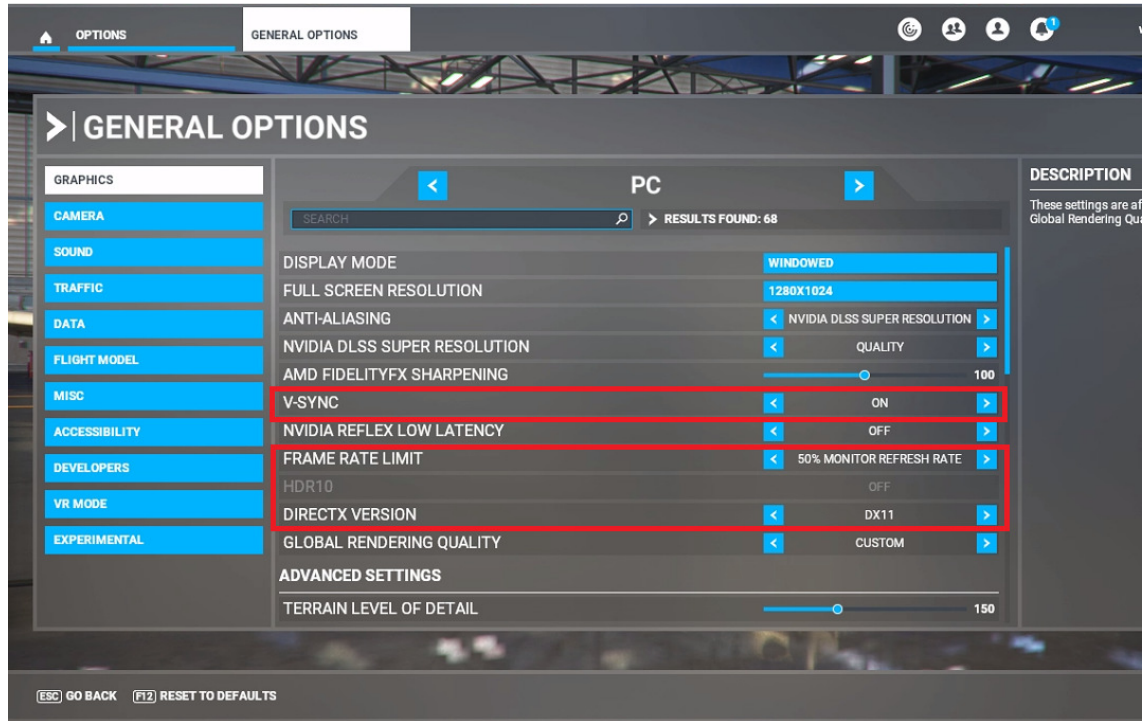 OPTIONS
GENERAL OPTIONS
1
GENERAL OPTIONS
GRAPHICS
CAMERA
SOUND
TRAFFIC
DATA
FLIGHT MODEL
MISC
ACCESSIBILITY
DEVELOPERS
VR MODE
EXPERIMENTAL
PC
SEARCH
RESULTS FOUND: 68
DISPLAY MODE WINDOWED
FULL SCREEN RESOLUTION 1280X1024
ANTI-ALIASING NVIDIA DLSS SUPER RESOLUTION
NVIDIA DLSS SUPER RESOLUTION QUALITY
AMD FIDELITYFX SHARPENING 100
V-SYNC ON
NVIDIA REFLEX LOW LATENCY OFF
FRAME RATE LIMIT 50% MONITOR REFRESH RATE
HDR10 OFF
DIRECTX VERSION DX11
GLOBAL RENDERING QUALITY CUSTOM
ADVANCED SETTINGS
TERRAIN LEVEL OF DETAIL 150
DESCRIPTION
These settings are af
Global Rendering Qua
ESC GO BACK F12 RESET TO DEFAULTS